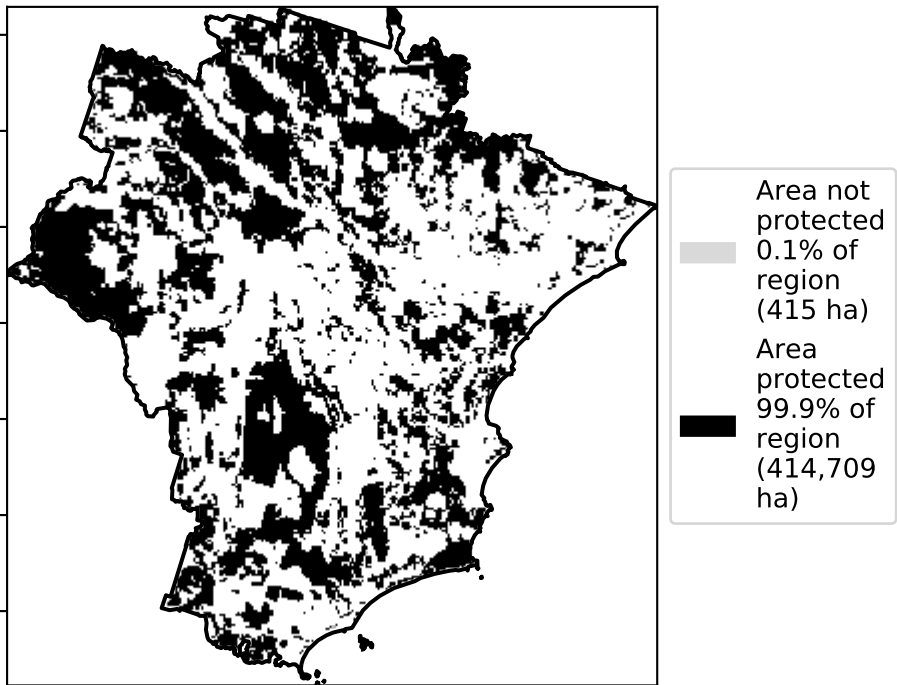 Area not
protected
0.1% of
region
(415 ha)
Area
protected
99.9% of
region
(414,709
ha)